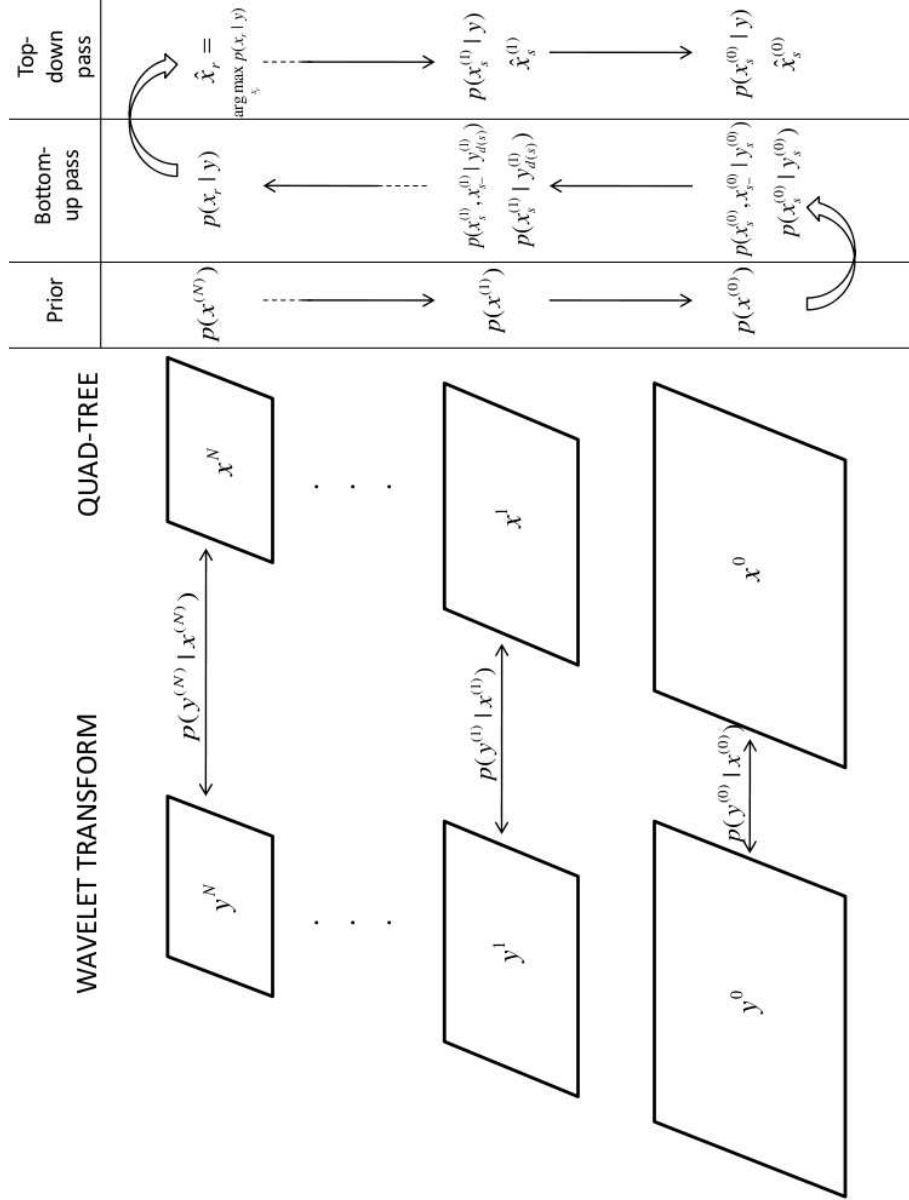 WAVELET TRANSFORM
QUAD-TREE
Prior
Bottom-
up pass
Top-
down
pass
y^N
p(y^(N) | x^(N))
x^N
p(x^(N))
p(x_r | y)
x̂_r =
arg max p(x_r | y)
x_r
. . .
. . .
y^1
p(y^(1) | x^(1))
x^1
p(x^(1))
p(x_s^(1), x_s-^(1) | y_d(s)^(1))
p(x_s^(1) | y_d(s)^(1))
p(x_s^(1) | y)
x̂_s^(1)
y^0
p(y^(0) | x^(0))
x^0
p(x^(0))
p(x_s^(0), x_s-^(0) | y_s^(0))
p(x_s^(0) | y_s^(0))
p(x_s^(0) | y)
x̂_s^(0)